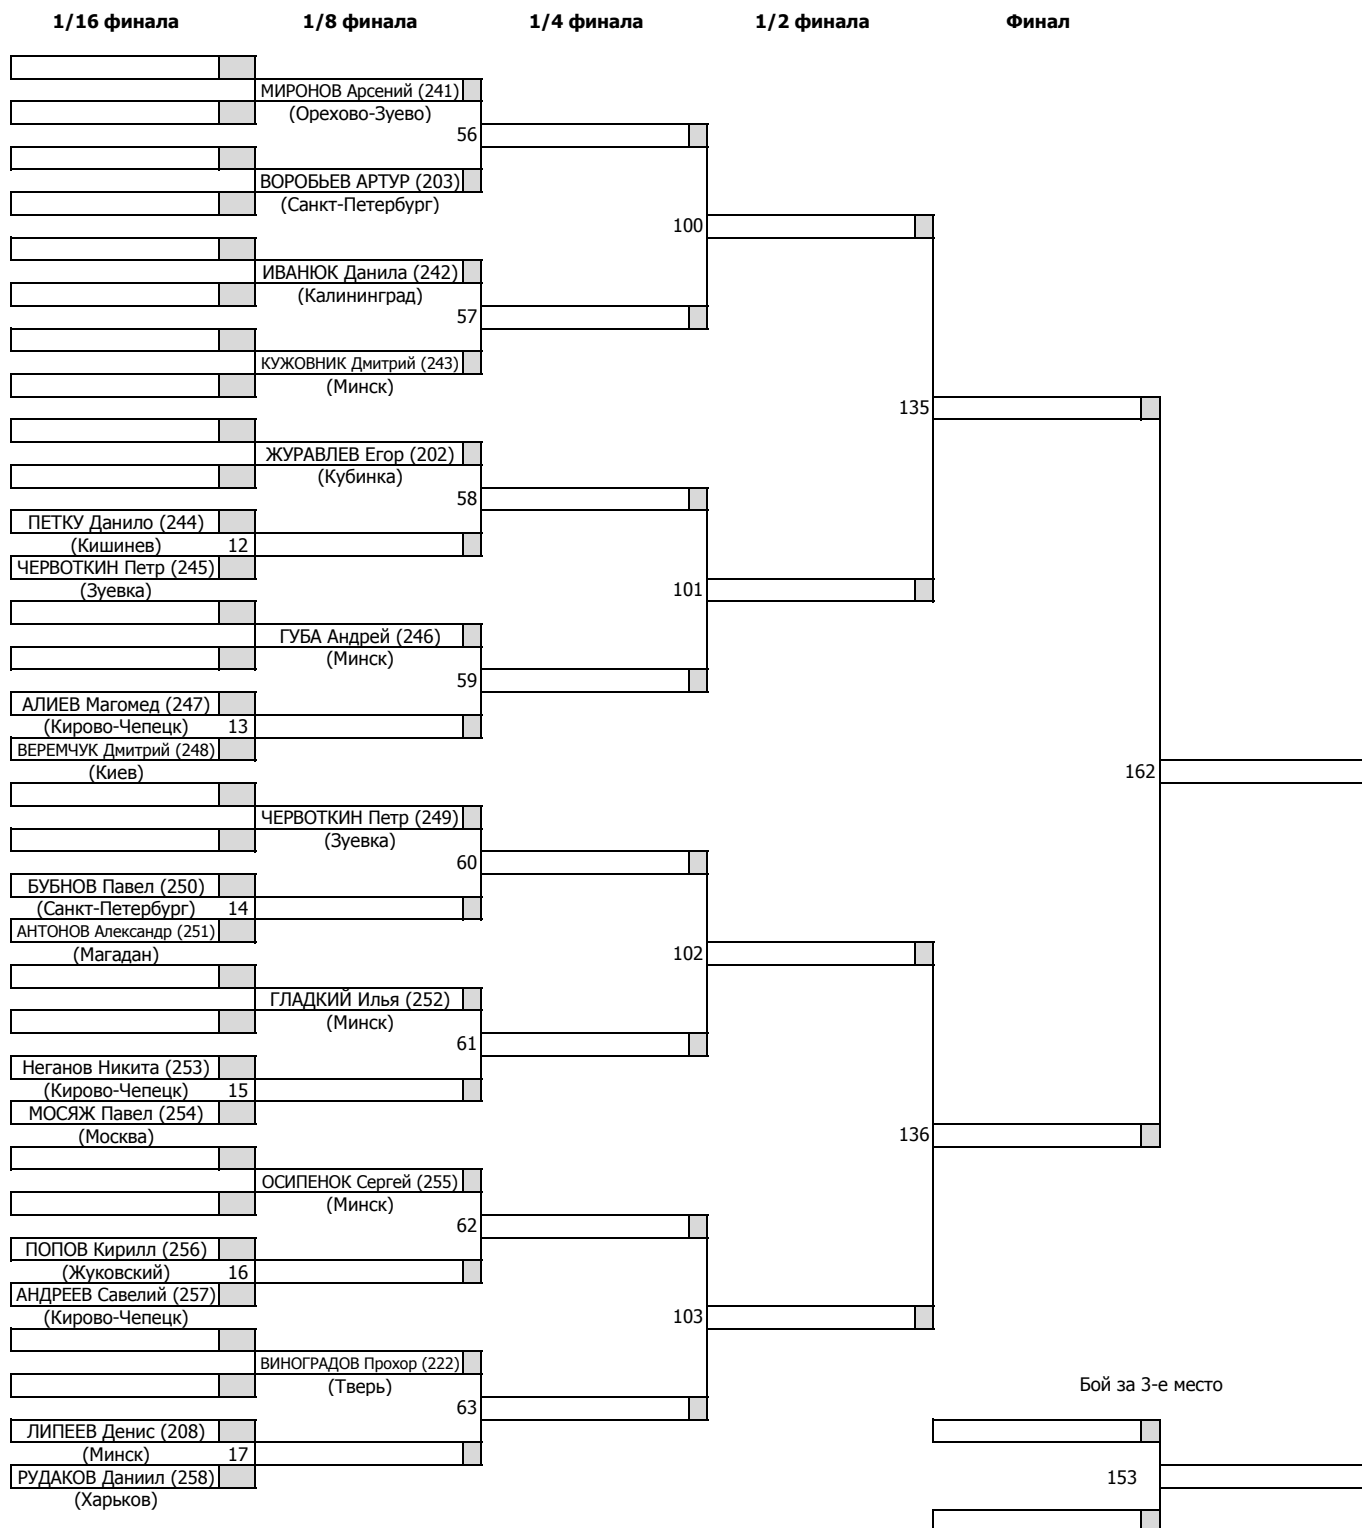 1/16 финала 1/8 финала 1/4 финала 1/2 финала Финал
МИРОНОВ Арсений (241)
(Орехово-Зуево)
56
ВОРОБЬЕВ АРТУР (203)
(Санкт-Петербург)
100
ИВАНЮК Данила (242)
(Калининград)
57
КУЖОВНИК Дмитрий (243)
(Минск)
135
ЖУРАВЛЕВ Егор (202)
(Кубинка)
58
ПЕТКУ Данило (244)
(Кишинев) 12
ЧЕРВОТКИН Петр (245)
(Зуевка)
101
ГУБА Андрей (246)
(Минск)
59
АЛИЕВ Магомед (247)
(Кирово-Чепецк) 13
ВЕРЕМЧУК Дмитрий (248)
(Киев)
162
ЧЕРВОТКИН Петр (249)
(Зуевка)
60
БУБНОВ Павел (250)
(Санкт-Петербург) 14
АНТОНОВ Александр (251)
(Магадан)
102
ГЛАДКИЙ Илья (252)
(Минск)
61
Неганов Никита (253)
(Кирово-Чепецк) 15
МОСЯЖ Павел (254)
(Москва)
136
ОСИПЕНОК Сергей (255)
(Минск)
62
ПОПОВ Кирилл (256)
(Жуковский) 16
АНДРЕЕВ Савелий (257)
(Кирово-Чепецк)
103
ВИНОГРАДОВ Прохор (222)
(Тверь)
Бой за 3-е место
63
ЛИПЕЕВ Денис (208)
(Минск) 17
РУДАКОВ Даниил (258)
153
(Харьков)